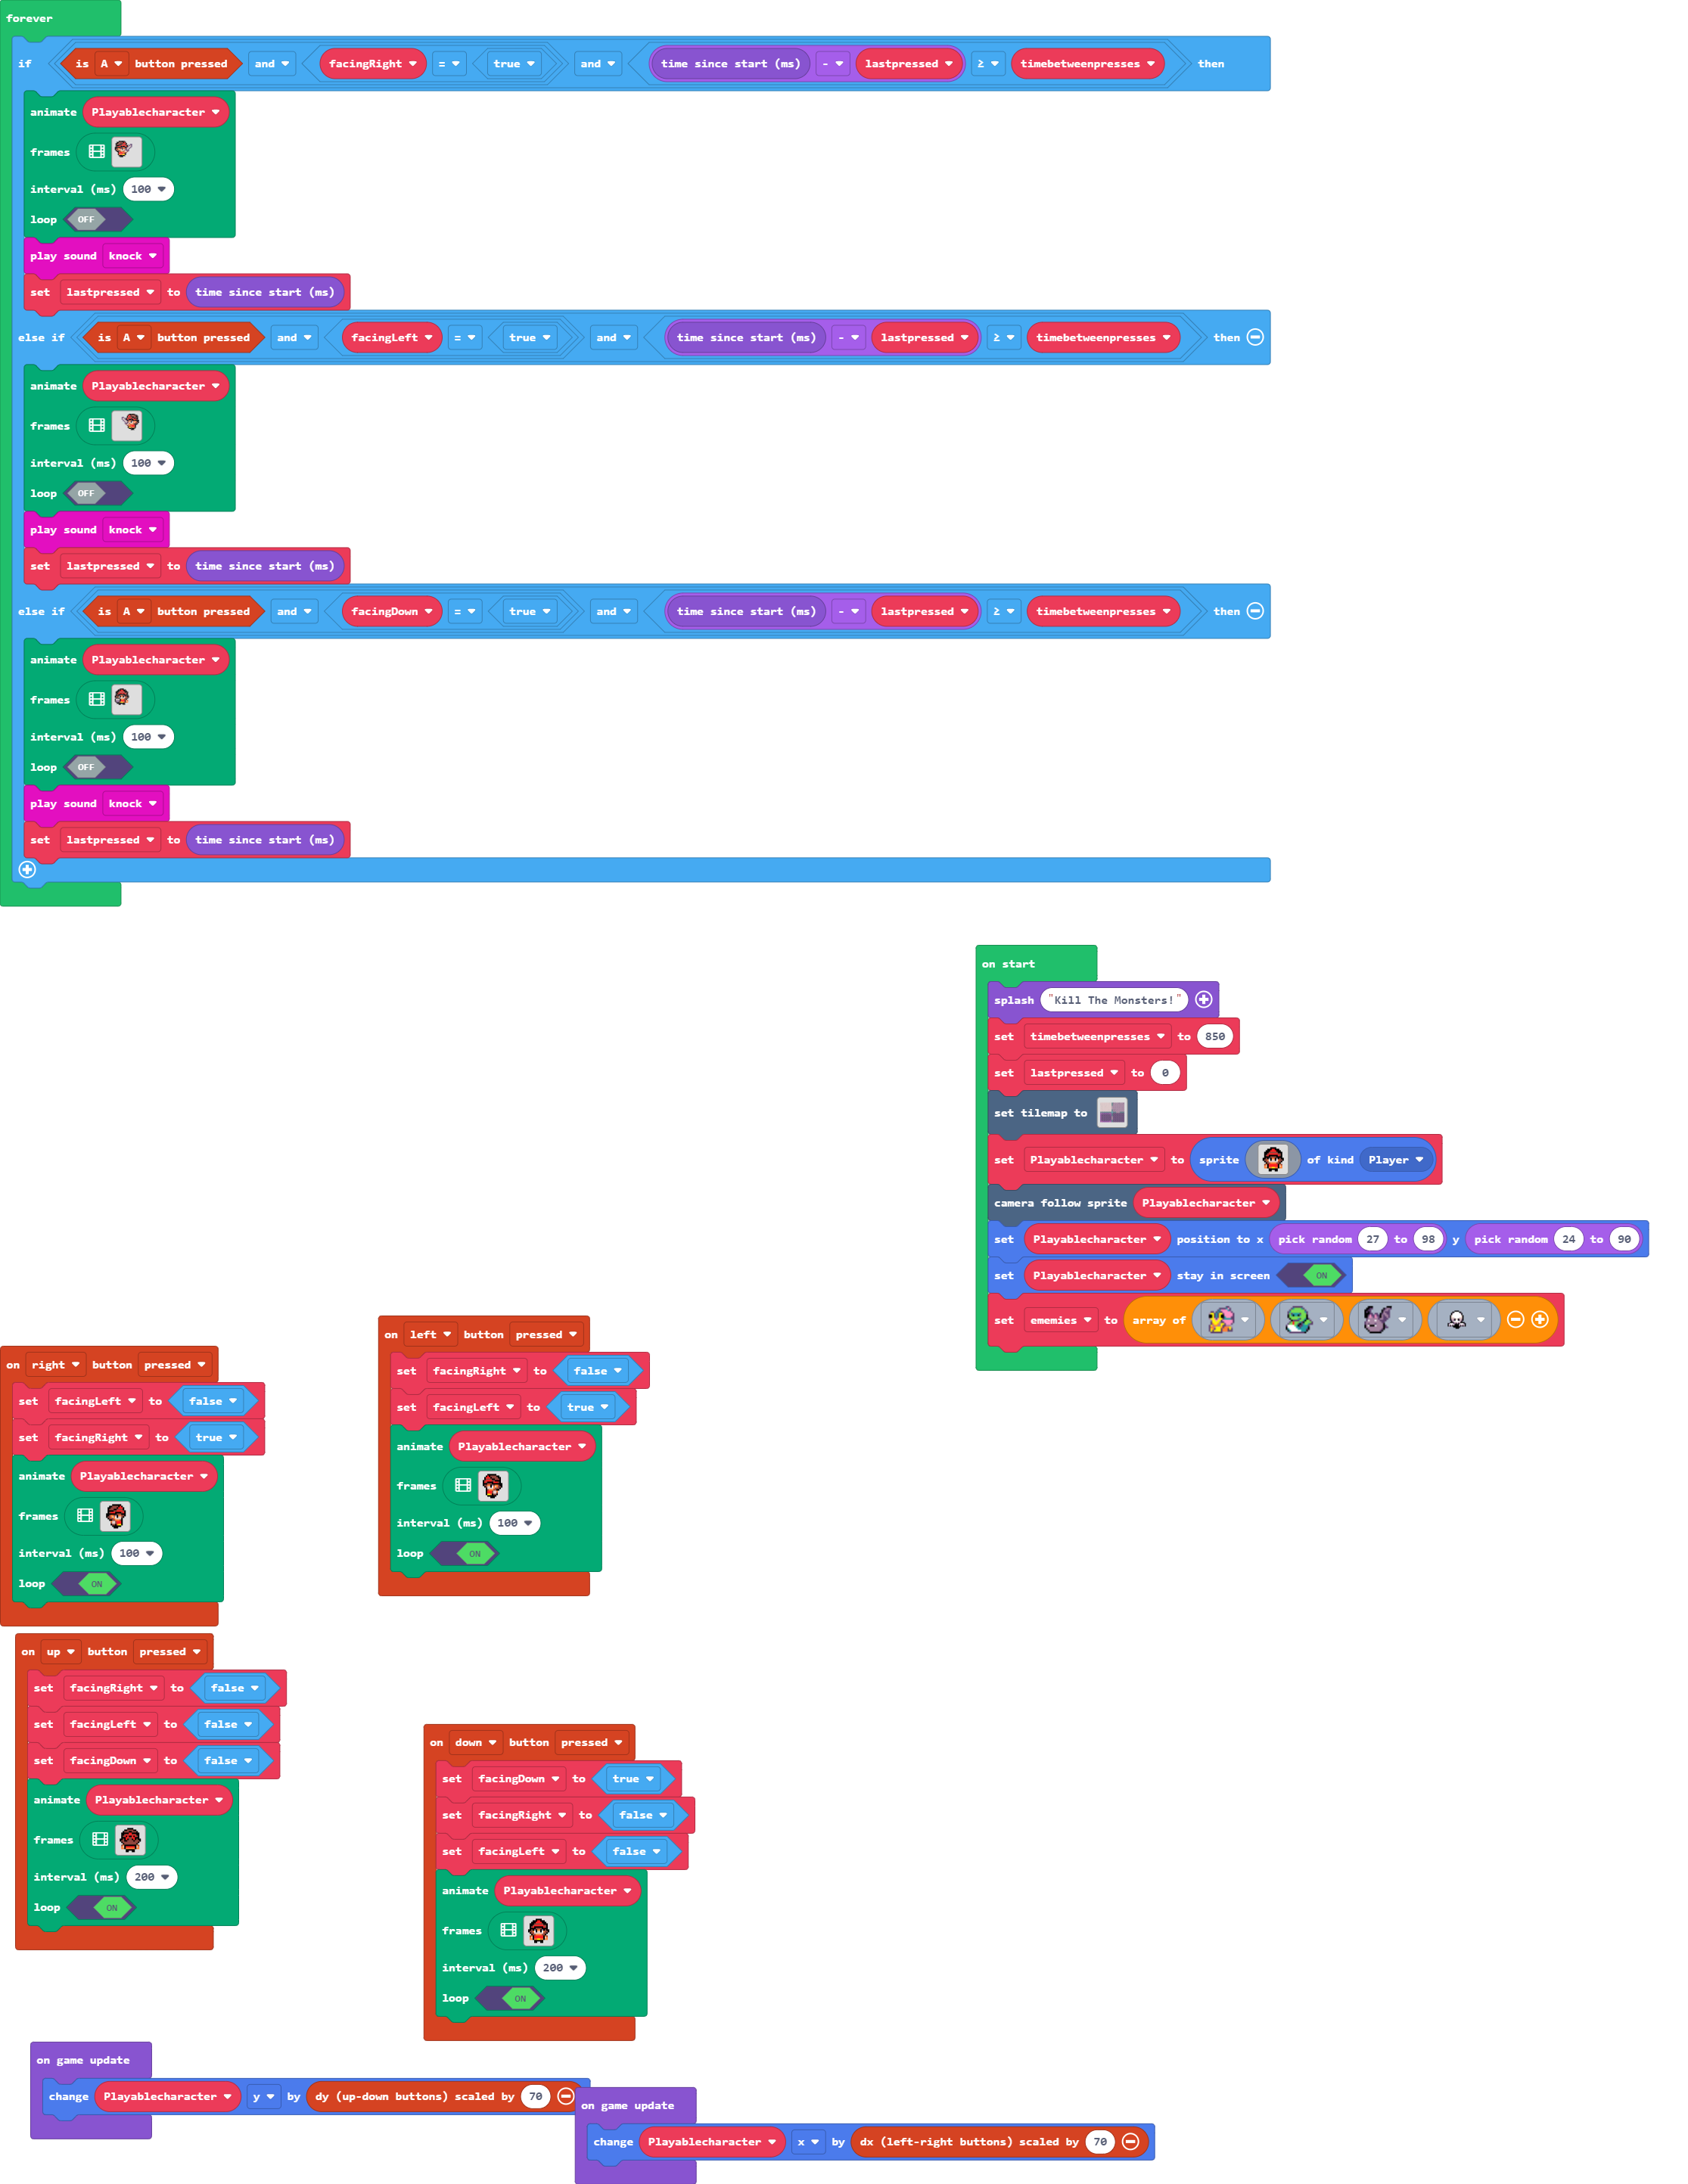 forever
if is A button pressed and facingRight = true and time since start (ms) - lastpressed ≥ timebetweenpresses then
animate Playablecharacter
frames
interval (ms) 100
loop OFF
play sound knock
set lastpressed to time since start (ms)
else if is A button pressed and facingLeft = true and time since start (ms) - lastpressed ≥ timebetweenpresses then
animate Playablecharacter
frames
interval (ms) 100
loop OFF
play sound knock
set lastpressed to time since start (ms)
else if is A button pressed and facingDown = true and time since start (ms) - lastpressed ≥ timebetweenpresses then
animate Playablecharacter
frames
interval (ms) 100
loop OFF
play sound knock
set lastpressed to time since start (ms)
on start
splash "Kill The Monsters!"
set timebetweenpresses to 850
set lastpressed to 0
set tilemap to
set Playablecharacter to sprite of kind Player
camera follow sprite Playablecharacter
set Playablecharacter position to x pick random 27 to 98 y pick random 24 to 90
set Playablecharacter stay in screen ON
set ememies to array of
on left button pressed
set facingRight to false
set facingLeft to true
animate Playablecharacter
frames
interval (ms) 100
loop ON
on right button pressed
set facingLeft to false
set facingRight to true
animate Playablecharacter
frames
interval (ms) 100
loop ON
on up button pressed
set facingRight to false
set facingLeft to false
set facingDown to false
animate Playablecharacter
frames
interval (ms) 200
loop ON
on down button pressed
set facingDown to true
set facingRight to false
set facingLeft to false
animate Playablecharacter
frames
interval (ms) 200
loop ON
on game update
change Playablecharacter y by dy (up-down buttons) scaled by 70
on game update
change Playablecharacter x by dx (left-right buttons) scaled by 70